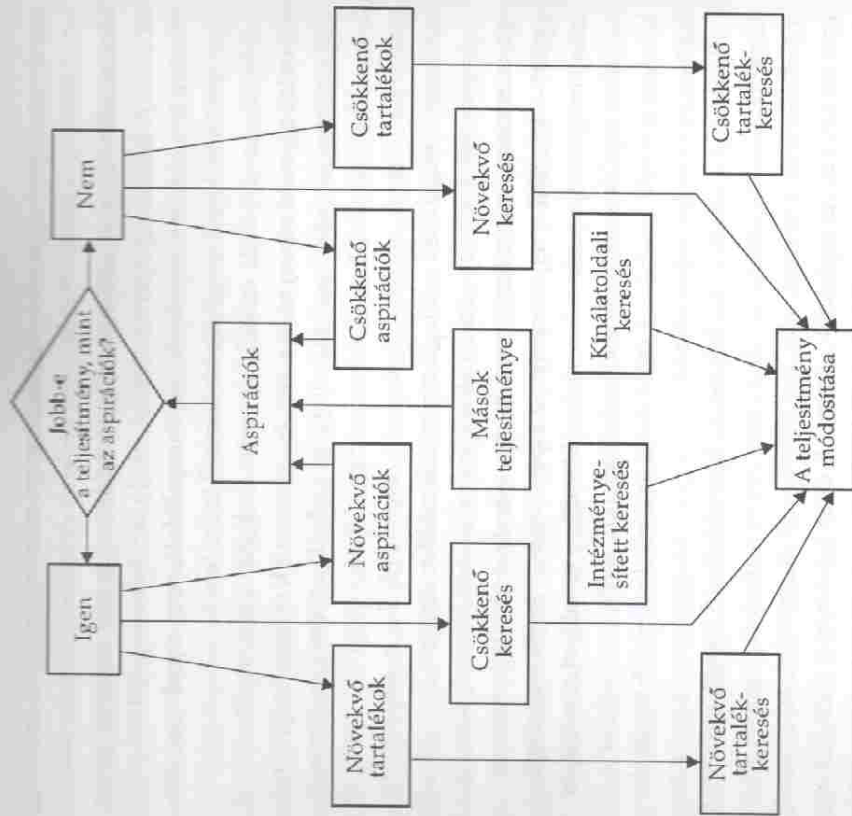 Jobb-e
a teljesítmény, mint
az aspirációk?
Igen
Nem
Aspirációk
Növekvő
tartalékok
Növekvő
aspirációk
Csökkenő
aspirációk
Csökkenő
tartalékok
Csökkenő
keresés
Mások
teljesítménye
Növekvő
keresés
Intézménye-
sített keresés
Kínálatoldali
keresés
Növekvő
tartalék-
keresés
A teljesítmény
módosítása
Csökkenő
tartalék-
keresés